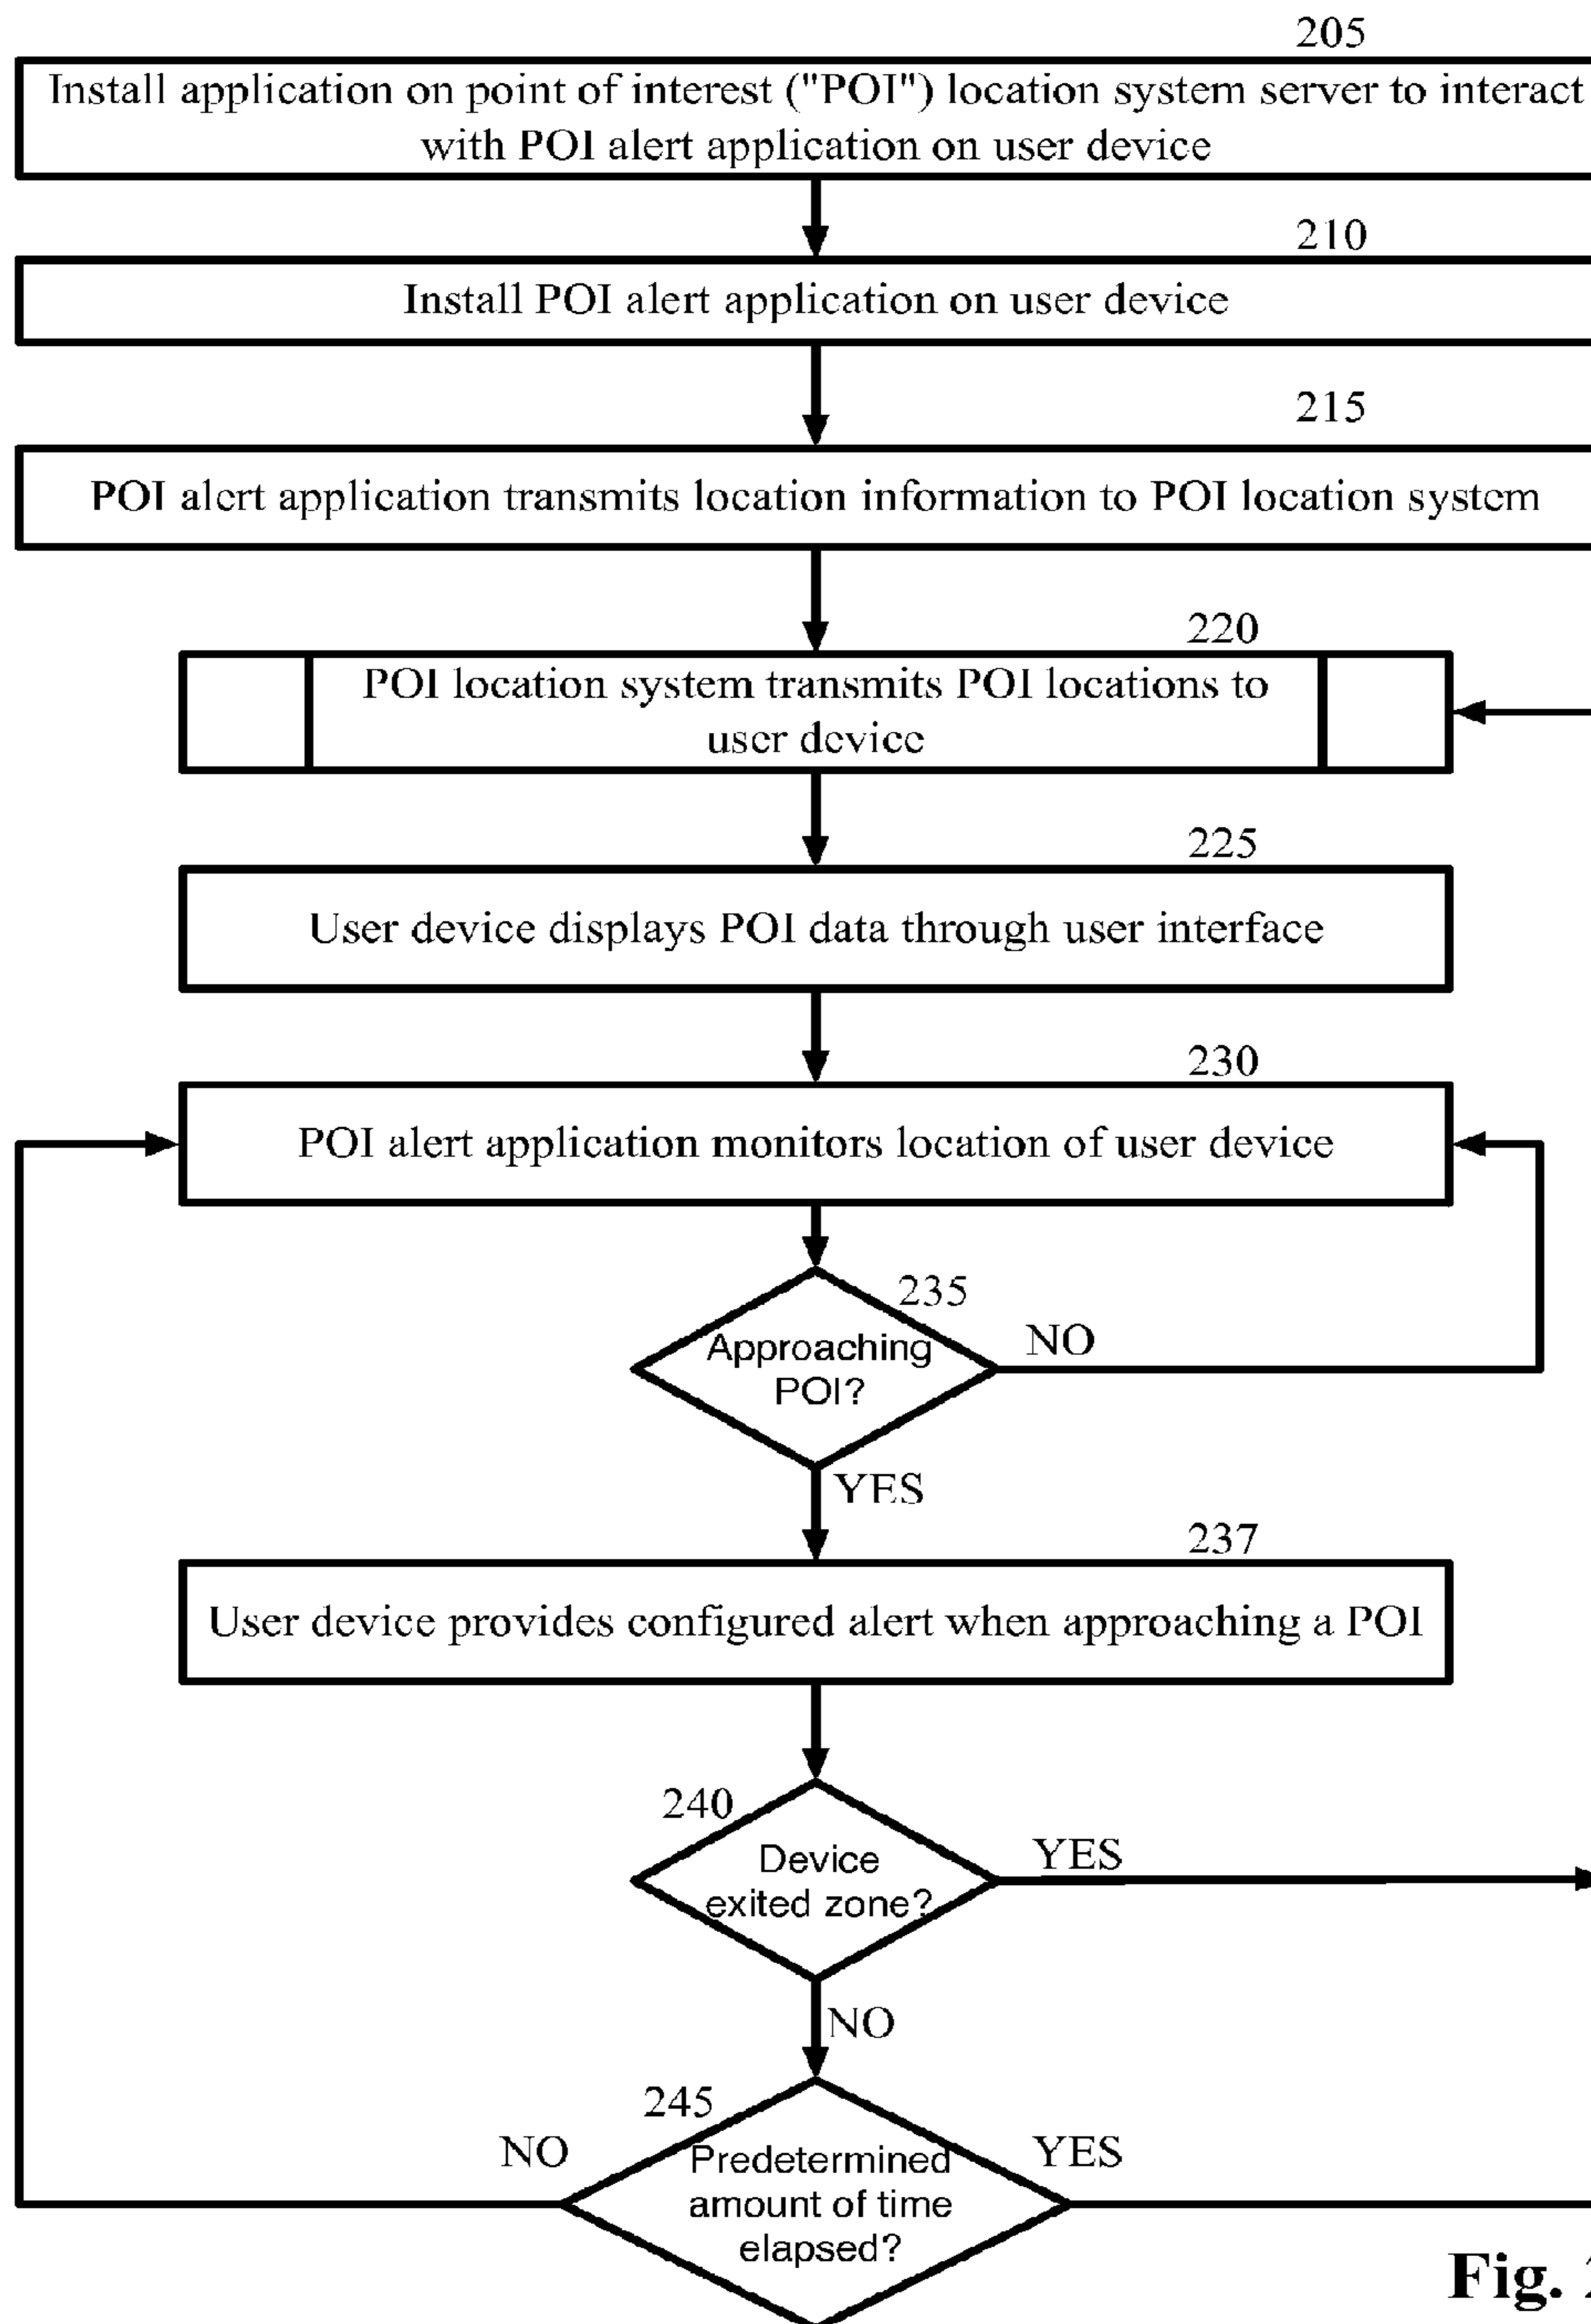 205
Install application on point of interest ("POI") location system server to interact
with POI alert application on user device
210
Install POI alert application on user device
215
POI alert application transmits location information to POI location system
220
POI location system transmits POI locations to
user device
225
User device displays POI data through user interface
230
POI alert application monitors location of user device
235
Approaching
POI?
NO
YES
237
User device provides configured alert when approaching a POI
240
Device
exited zone?
YES
NO
245
Predetermined
amount of time
elapsed?
NO
YES
Fig.